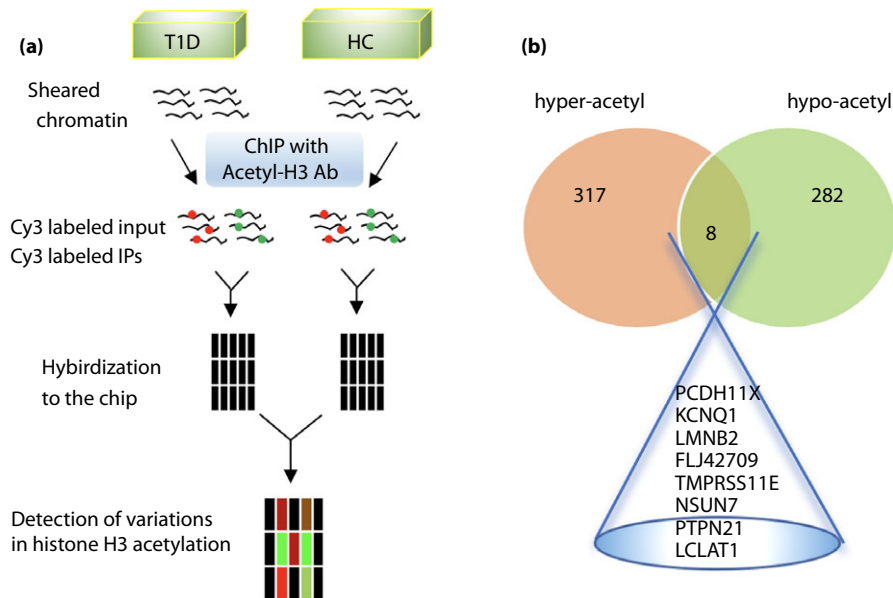 (a)
T1D
HC
Sheared
chromatin
ChIP with
Acetyl-H3 Ab
Cy3 labeled input
Cy3 labeled IPs
Hybirdization
to the chip
Detection of variations
in histone H3 acetylation
(b)
hyper-acetyl
hypo-acetyl
317
8
282
PCDH11X
KCNQ1
LMNB2
FLJ42709
TMPRSS11E
NSUN7
PTPN21
LCLAT1